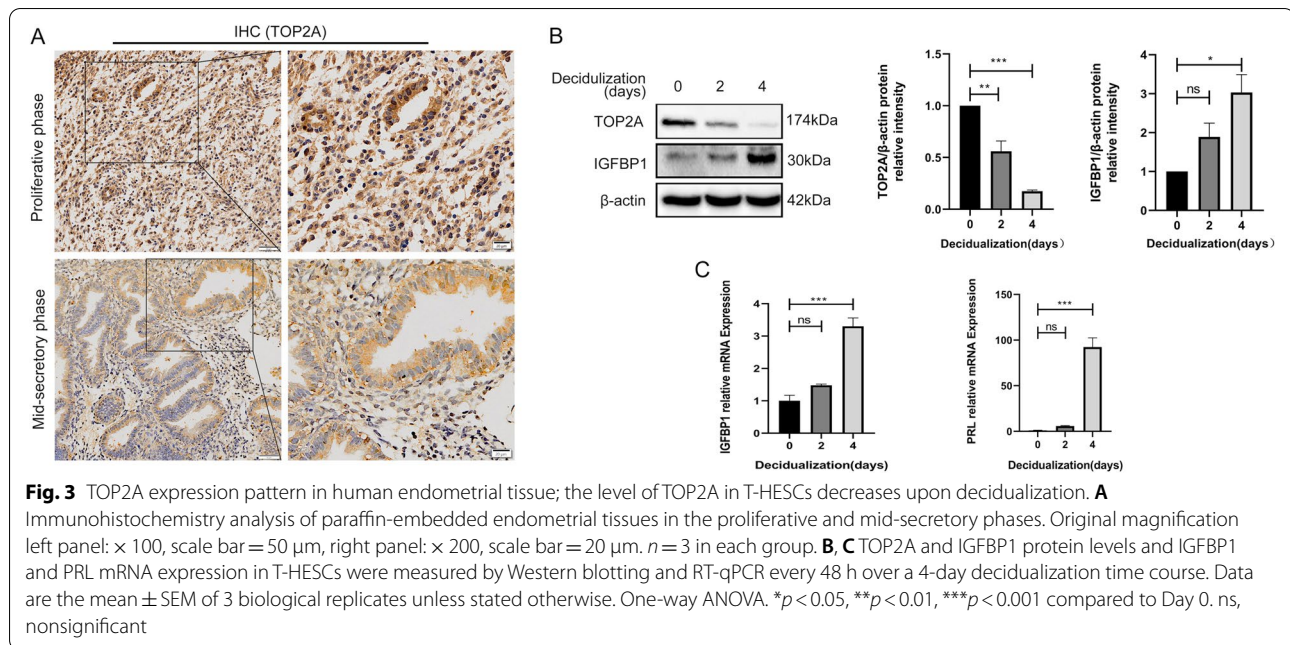 A
IHC (TOP2A)
Proliferative phase
Mid-secretory phase
B
Decidulization
(days)
0 2 4
TOP2A 174kDa
IGFBP1 30kDa
β-actin 42kDa
TOP2A/β-actin protein
relative intensity
1.0
0.5
0.0
***
**
0 2 4
Decidualization(days)
IGFBP1/β-actin protein
relative intensity
4
3
2
1
0
*
ns
0 2 4
Decidualization(days)
C
IGFBP1 relative mRNA Expression
4
3
2
1
0
***
ns
0 2 4
Decidualization(days)
PRL relative mRNA Expression
150
100
50
0
***
ns
0 2 4
Decidualization(days)
Fig. 3 TOP2A expression pattern in human endometrial tissue; the level of TOP2A in T-HESCs decreases upon decidualization. A
Immunohistochemistry analysis of paraffin-embedded endometrial tissues in the proliferative and mid-secretory phases. Original magnification
left panel: × 100, scale bar = 50 μm, right panel: × 200, scale bar = 20 μm. n = 3 in each group. B, C TOP2A and IGFBP1 protein levels and IGFBP1
and PRL mRNA expression in T-HESCs were measured by Western blotting and RT-qPCR every 48 h over a 4-day decidualization time course. Data
are the mean ± SEM of 3 biological replicates unless stated otherwise. One-way ANOVA. *p < 0.05, **p < 0.01, ***p < 0.001 compared to Day 0. ns,
nonsignificant